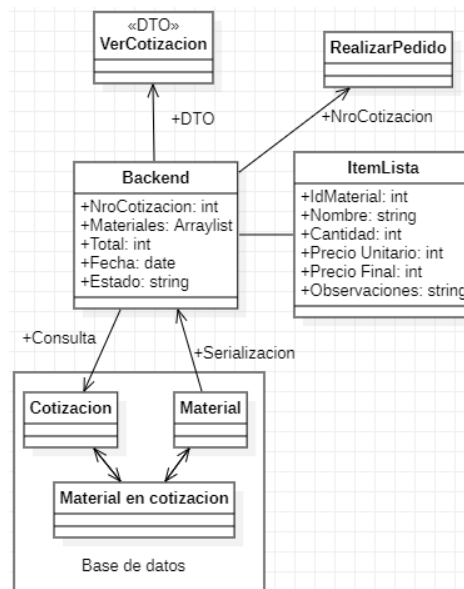 «DTO»
VerCotizacion
RealizarPedido
+DTO
+NroCotizacion
Backend
+NroCotizacion: int
+Materiales: Arraylist
+Total: int
+Fecha: date
+Estado: string
ItemLista
+IdMaterial: int
+Nombre: string
+Cantidad: int
+Precio Unitario: int
+Precio Final: int
+Observaciones: string
+Consulta
+Serializacion
Cotizacion
Material
Material en cotizacion
Base de datos